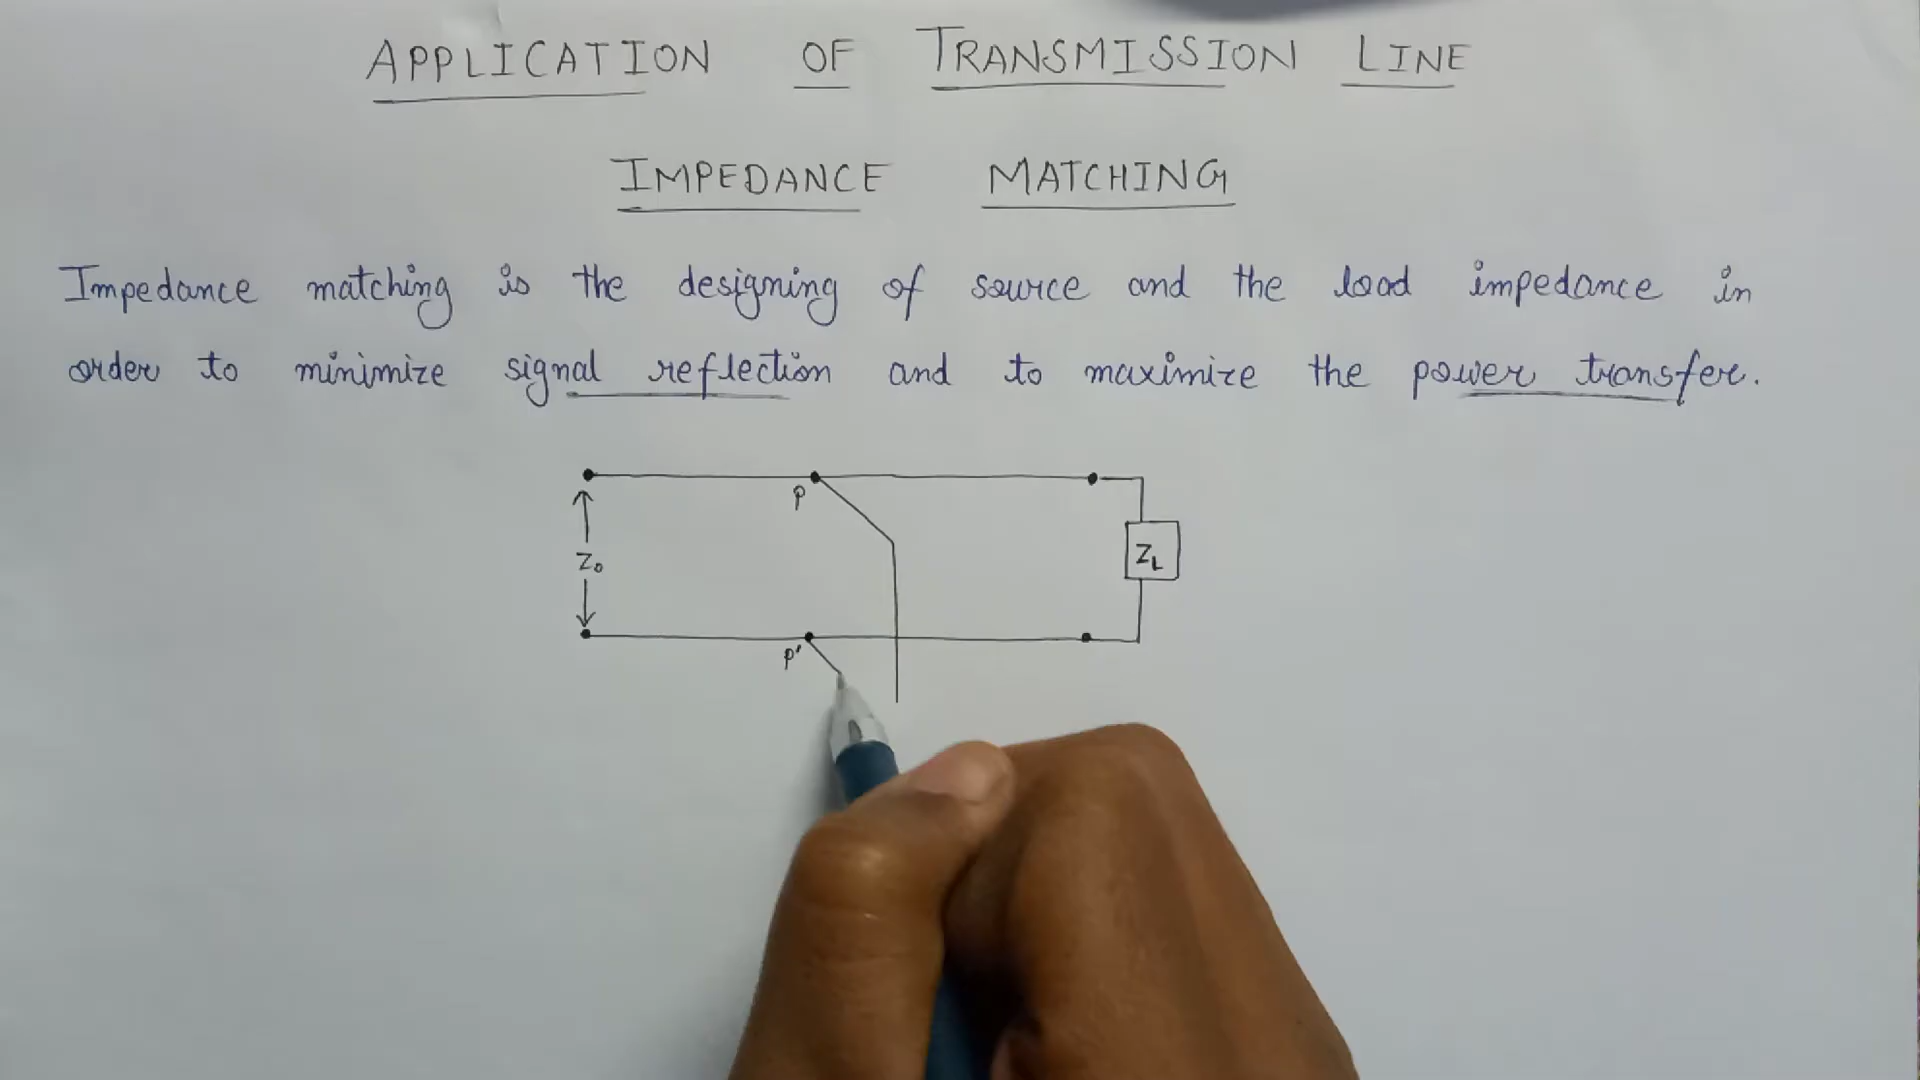 APPLICATION OF TRANSMISSION LINE
IMPEDANCE MATCHING
Impedance matching is the designing of source and the load impedance in
order to minimize signal reflection and to maximize the power transfer.
P
Z₀
Z_L
P'